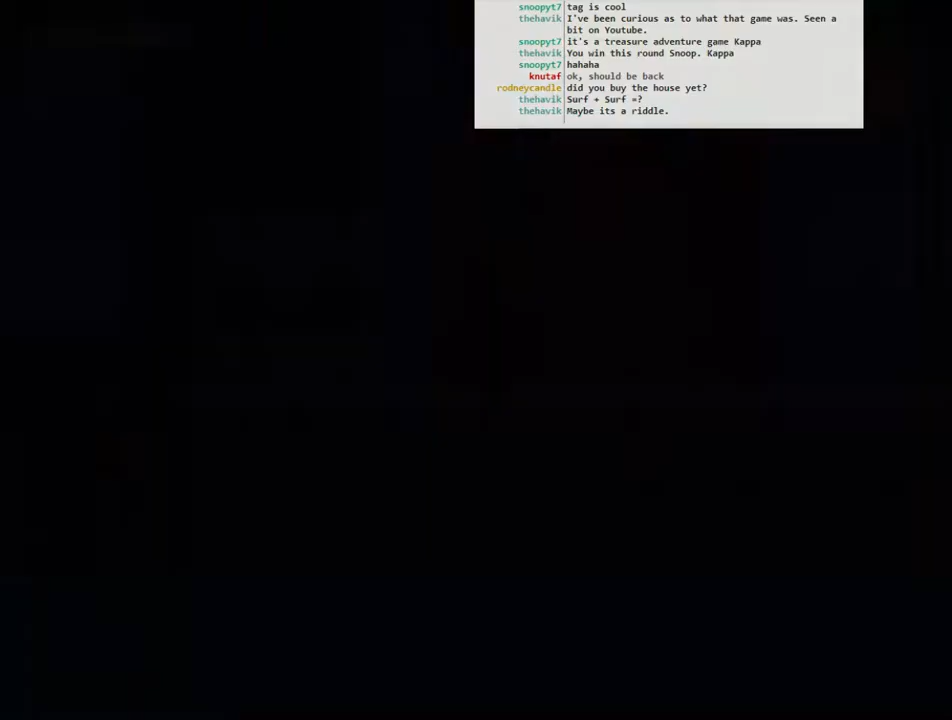 snoopyt7 tag is cool
thehavik I've been curious as to what that game was. Seen a
bit on Youtube.
snoopyt7 it's a treasure adventure game Kappa
thehavik You win this round Snoop. Kappa
snoopyt7 hahaha
knutaf ok, should be back
rodneycandle did you buy the house yet?
thehavik Surf + Surf =?
thehavik Maybe its a riddle.